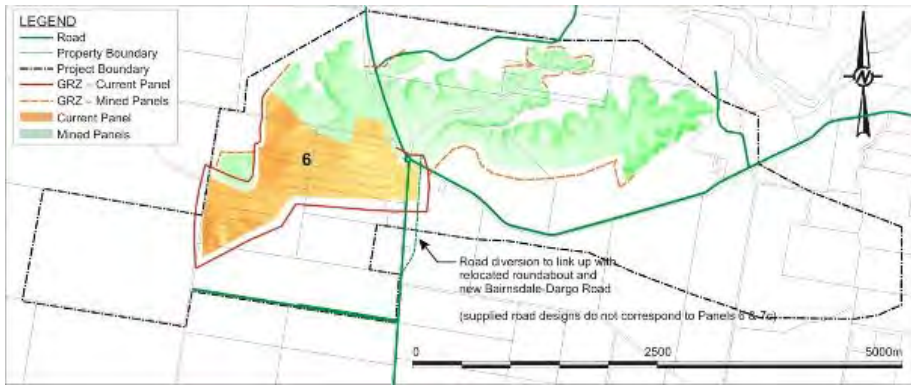 LEGEND
Road
Property Boundary
Project Boundary
GRZ – Current Panel
GRZ – Mined Panels
Current Panel
Mined Panels
N
6
Road diversion to link up with
relocated roundabout and
new Bairnsdale-Dargo Road
(supplied road designs do not correspond to Panels 6 & 7c)
0 2500 5000m